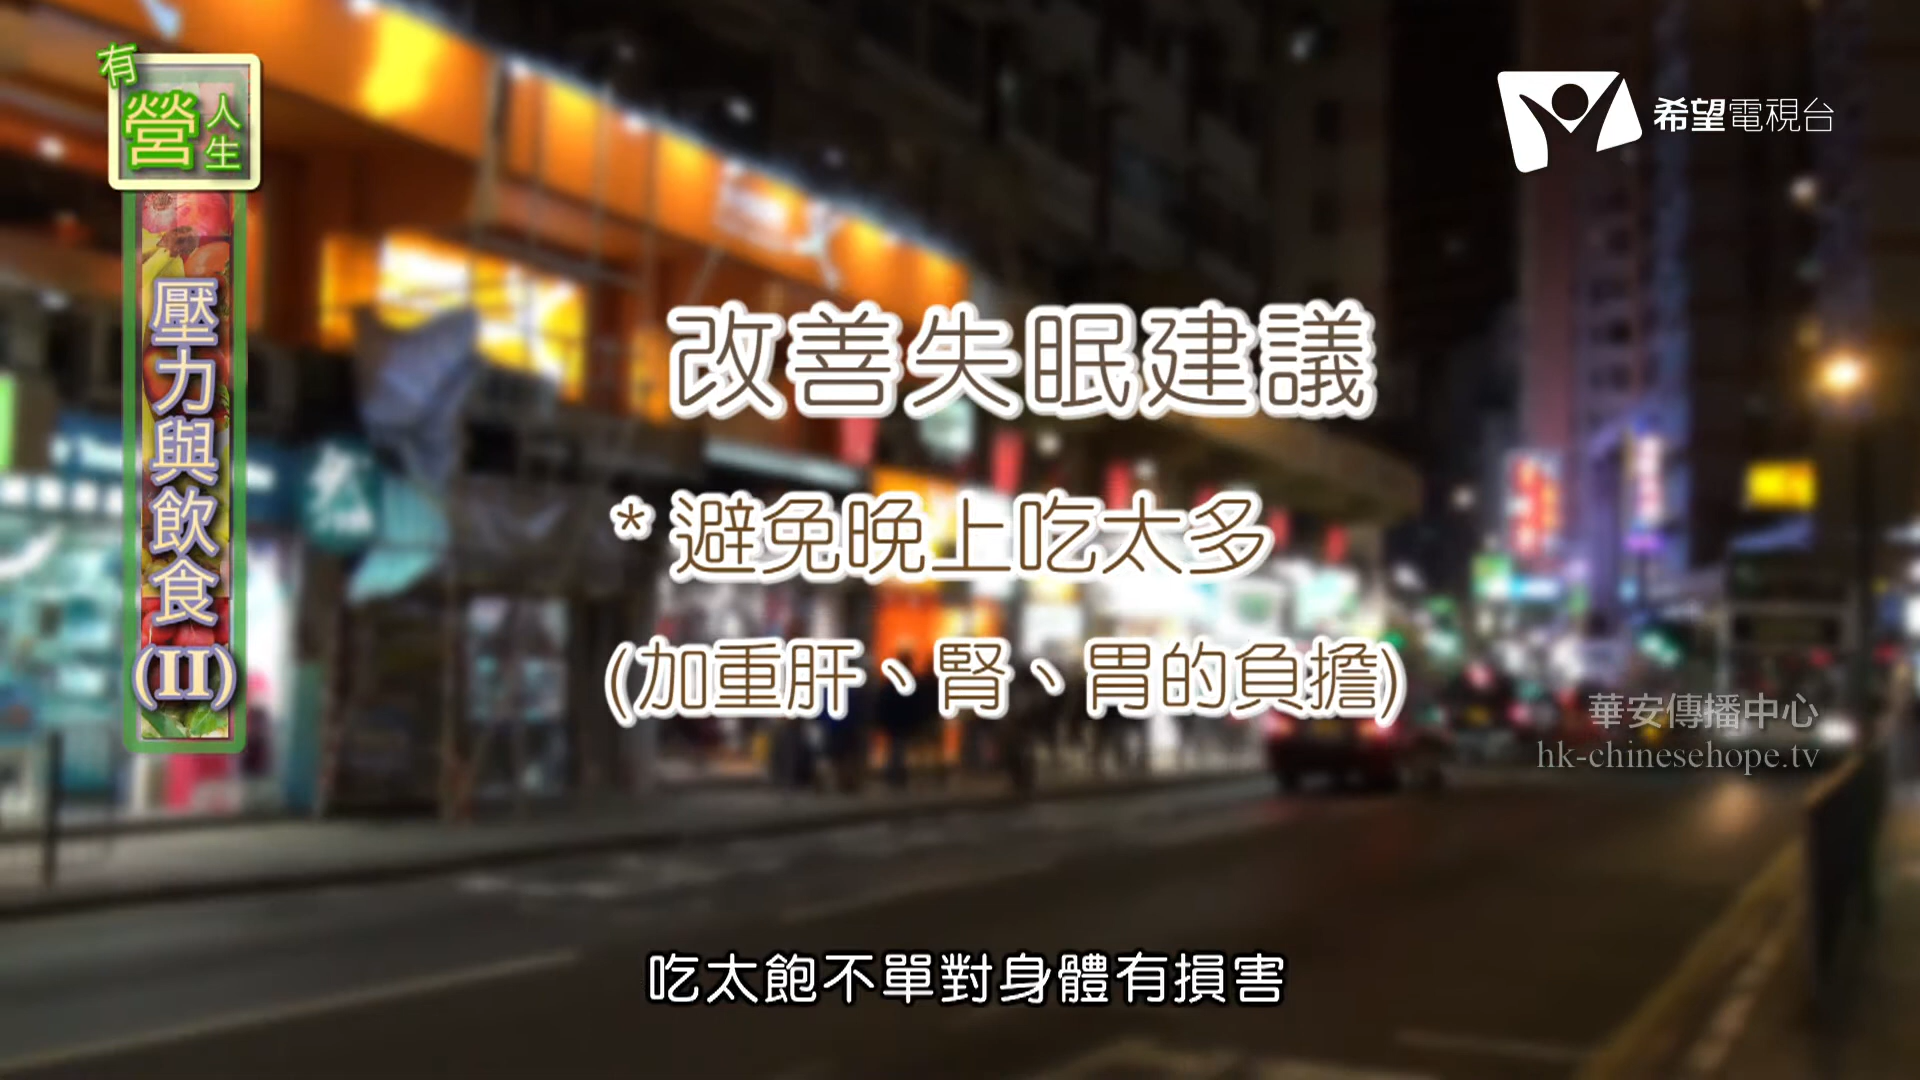 有營人生
希望電視台
壓力與飲食(II)
改善失眠建議
* 避免晚上吃太多
(加重肝、腎、胃的負擔)
華安傳播中心
hk-chinesehope.tv
吃太飽不單對身體有損害